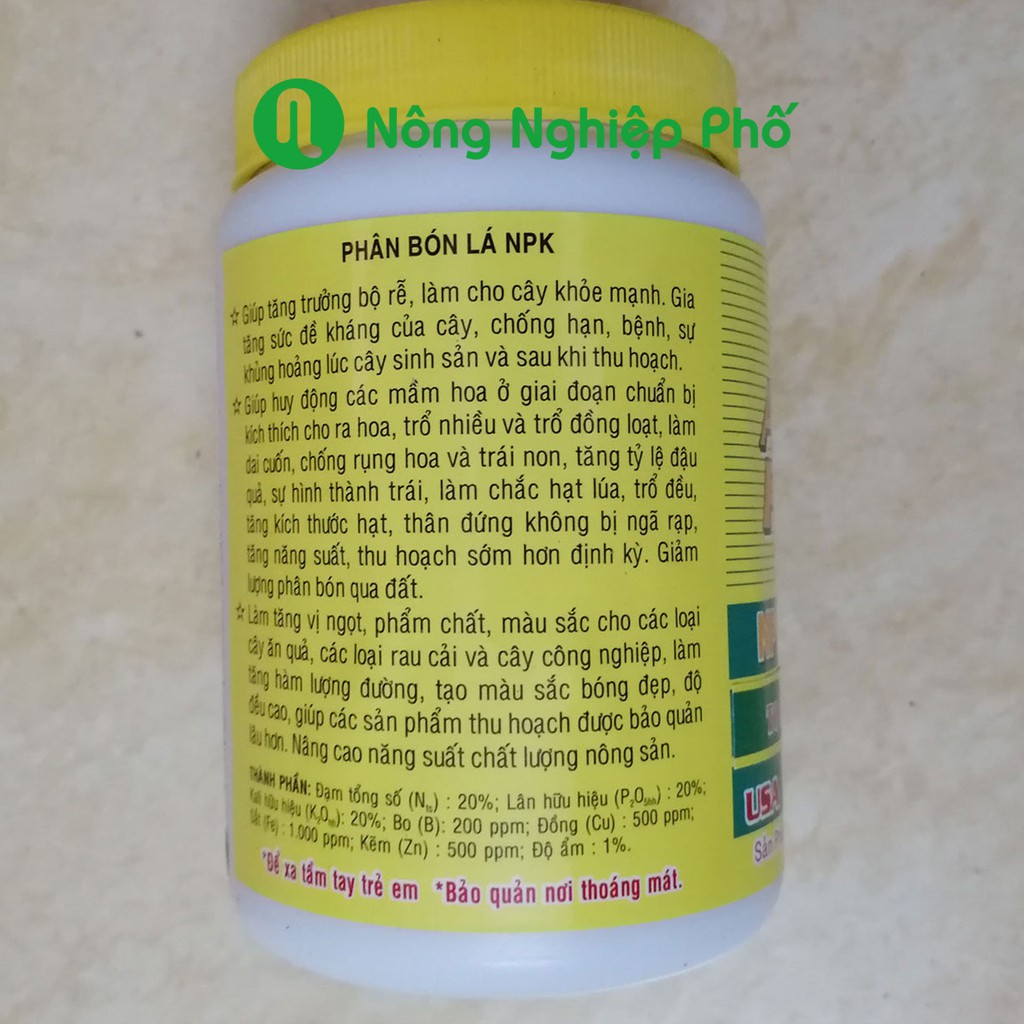 Nông Nghiệp Phố
PHÂN BÓN LÁ NPK
☆ Giúp tăng trưởng bộ rễ, làm cho cây khỏe mạnh. Gia
tăng sức đề kháng của cây, chống hạn, bệnh, sự
khủng hoảng lúc cây sinh sản và sau khi thu hoạch.
☆ Giúp huy động các mầm hoa ở giai đoạn chuẩn bị
kích thích cho ra hoa, trổ nhiều và trổ đồng loạt, làm
dai cuốn, chống rụng hoa và trái non, tăng tỷ lệ đậu
quả, sự hình thành trái, làm chắc hạt lúa, trổ đều,
tăng kích thước hạt, thân đứng không bị ngã rạp,
tăng năng suất, thu hoạch sớm hơn định kỳ. Giảm
lượng phân bón qua đất.
☆ Làm tăng vị ngọt, phẩm chất, màu sắc cho các loại
cây ăn quả, các loại rau cải và cây công nghiệp, làm
tăng hàm lượng đường, tạo màu sắc bóng đẹp, độ
đều cao, giúp các sản phẩm thu hoạch được bảo quản
lâu hơn. Nâng cao năng suất chất lượng nông sản.
THÀNH PHẦN: Đạm tổng số (Nts) : 20%; Lân hữu hiệu (P2O5hh) : 20%;
Kali hữu hiệu (K2Ohh): 20%; Bo (B): 200 ppm; Đồng (Cu) : 500 ppm;
Sắt (Fe) : 1.000 ppm; Kẽm (Zn) : 500 ppm; Độ ẩm : 1%.
*Để xa tầm tay trẻ em *Bảo quản nơi thoáng mát.
USA
Sản